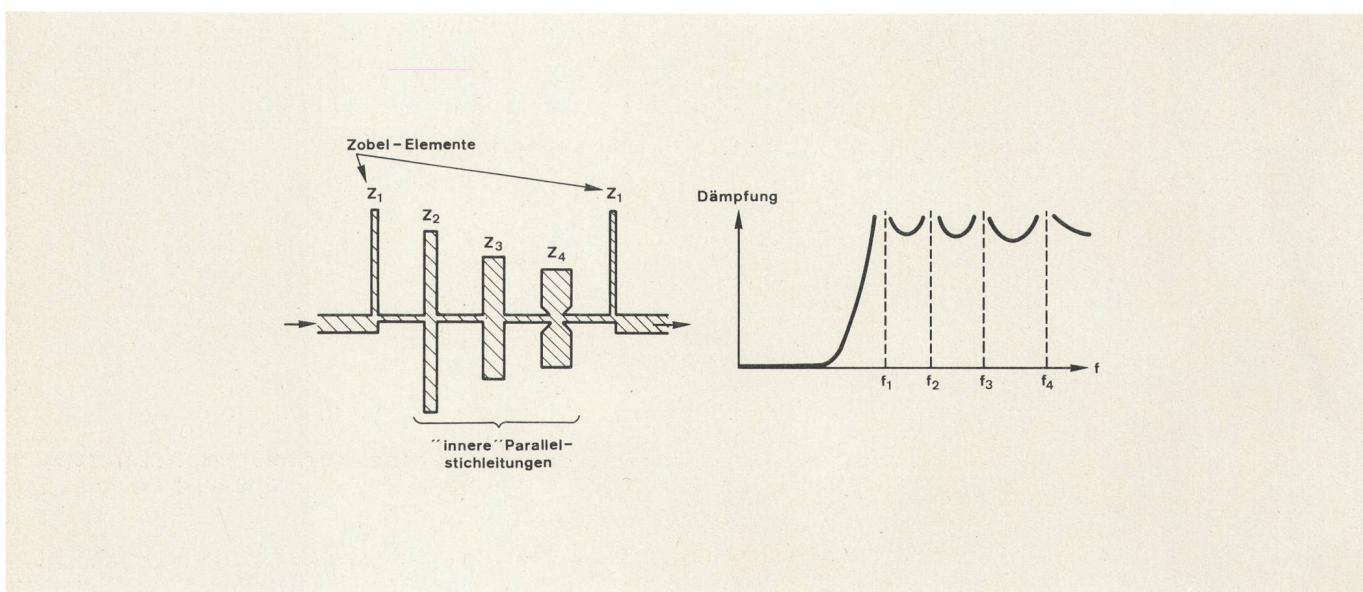 Zobel-Elemente
Z₁
Z₁
Z₂
Z₃
Z₄
"innere" Parallel-
stichleitungen
Dämpfung
f₁ f₂ f₃ f₄
f